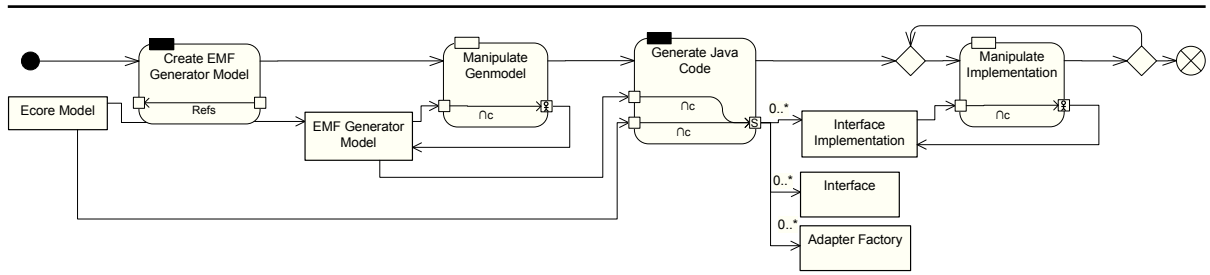 Create EMF
Generator Model
Refs
Ecore Model
EMF Generator
Model
Manipulate
Genmodel
∩c
Generate Java
Code
∩c
∩c
S
0..*
Interface
Implementation
0..*
Interface
0..*
Adapter Factory
Manipulate
Implementation
∩c